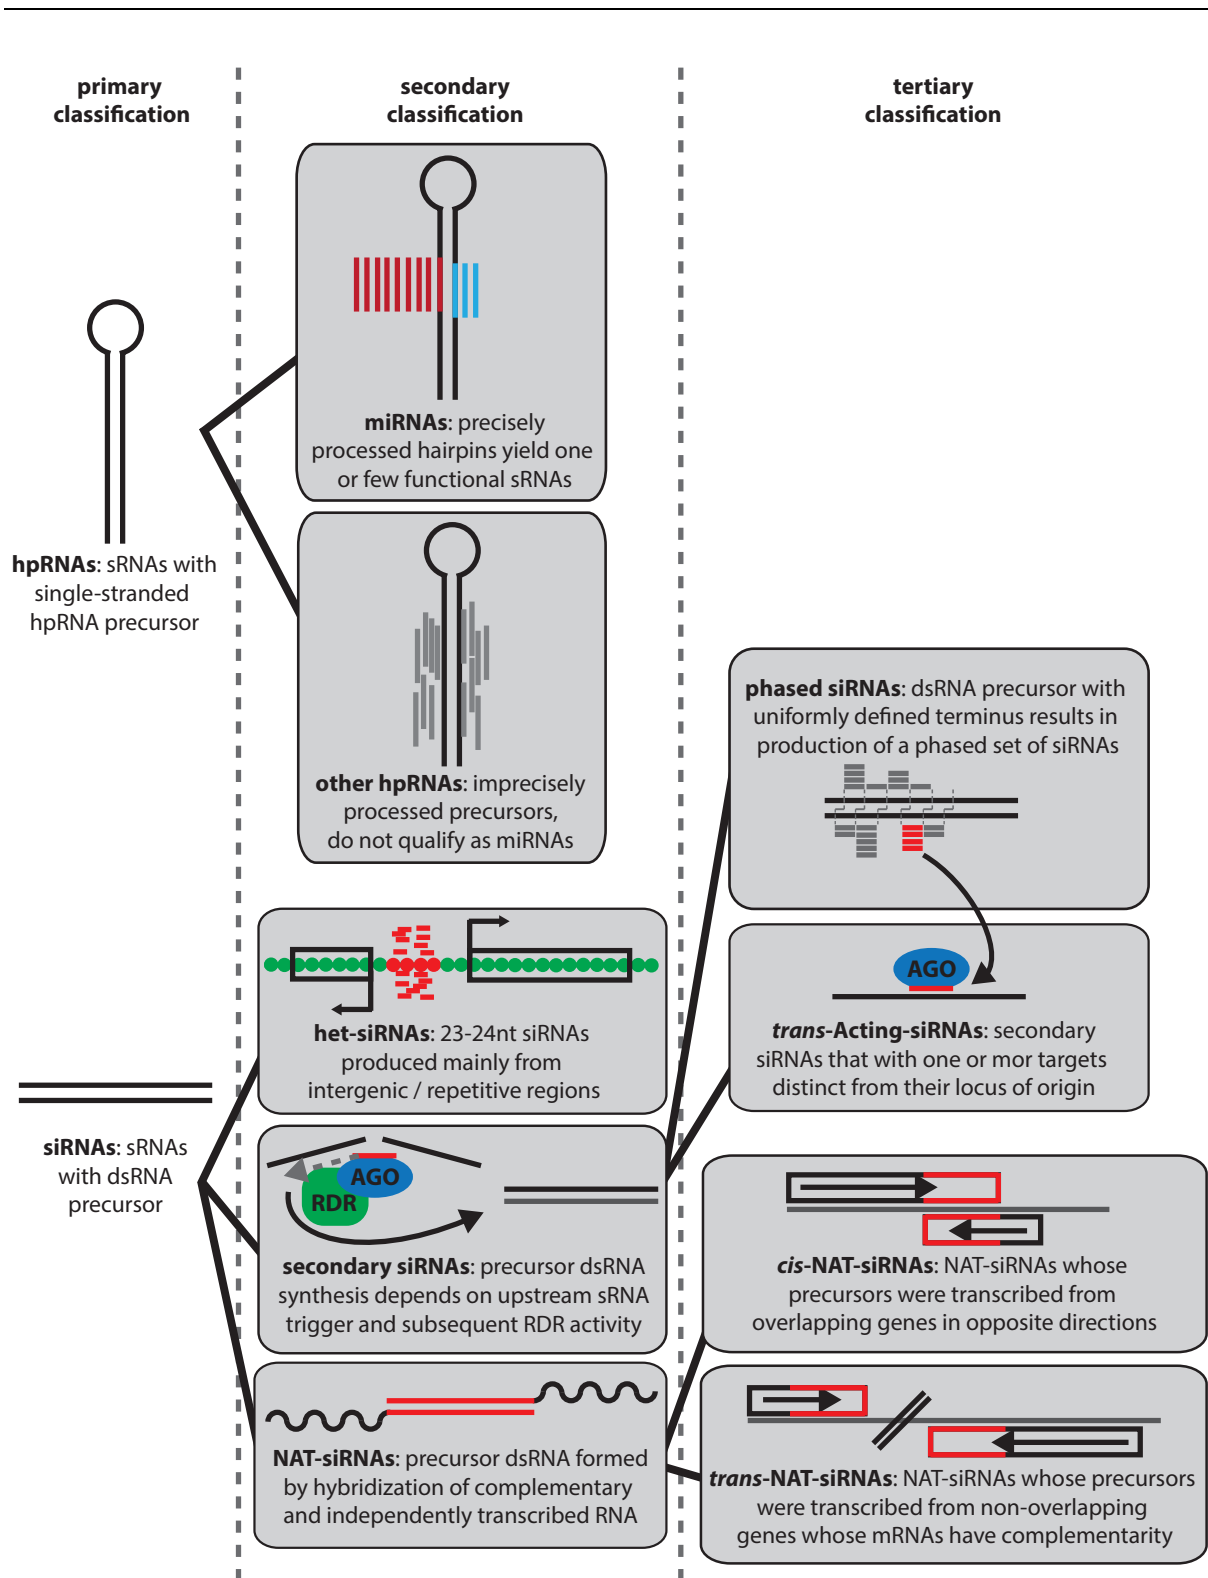 primary
classification
secondary
classification
tertiary
classification
miRNAs: precisely
processed hairpins yield one
or few functional sRNAs
hpRNAs: sRNAs with
single-stranded
hpRNA precursor
other hpRNAs: imprecisely
processed precursors,
do not qualify as miRNAs
phased siRNAs: dsRNA precursor with
uniformly defined terminus results in
production of a phased set of siRNAs
het-siRNAs: 23-24nt siRNAs
produced mainly from
intergenic / repetitive regions
AGO
trans-Acting-siRNAs: secondary
siRNAs that with one or mor targets
distinct from their locus of origin
siRNAs: sRNAs
with dsRNA
precursor
AGO
RDR
secondary siRNAs: precursor dsRNA
synthesis depends on upstream sRNA
trigger and subsequent RDR activity
cis-NAT-siRNAs: NAT-siRNAs whose
precursors were transcribed from
overlapping genes in opposite directions
NAT-siRNAs: precursor dsRNA formed
by hybridization of complementary
and independently transcribed RNA
trans-NAT-siRNAs: NAT-siRNAs whose precursors
were transcribed from non-overlapping
genes whose mRNAs have complementarity